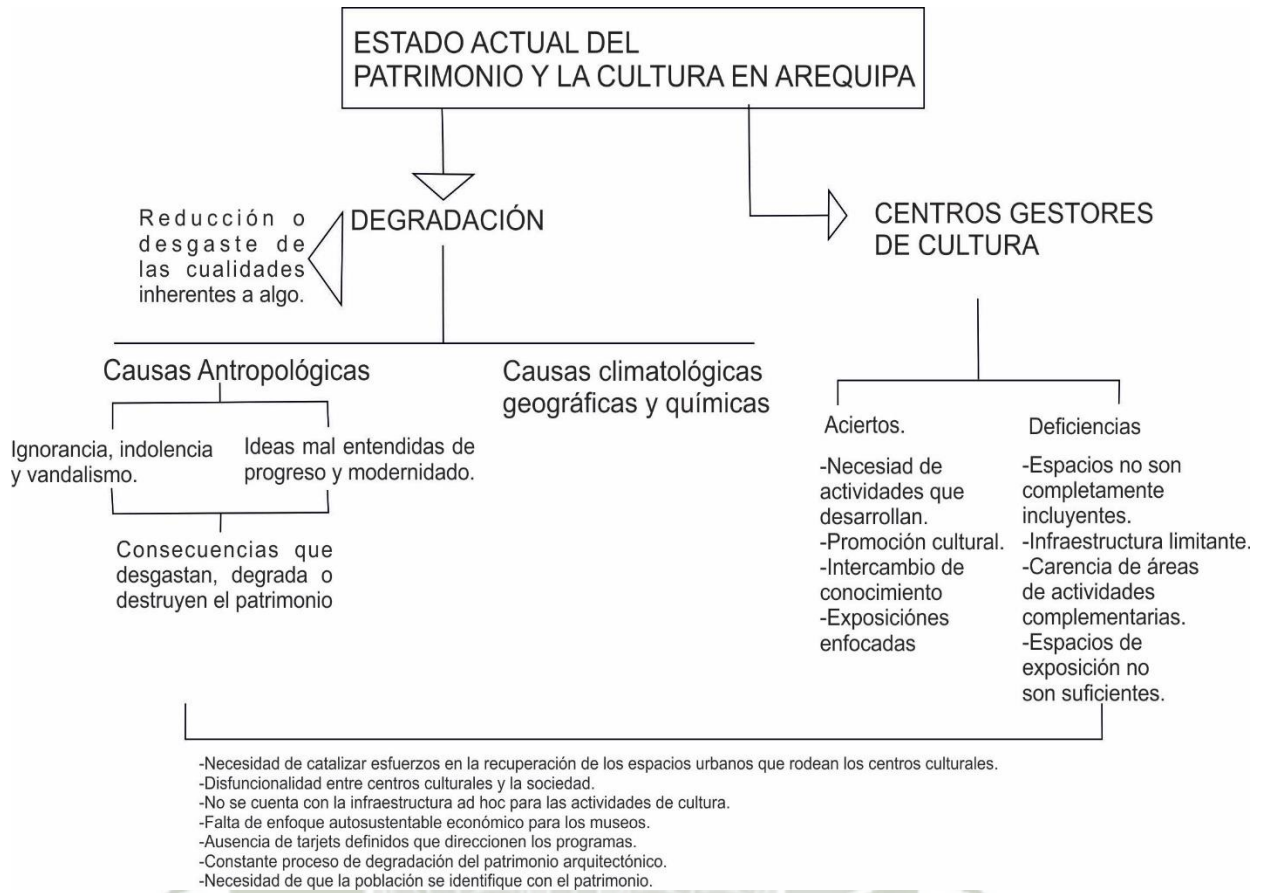 ESTADO ACTUAL DEL
PATRIMONIO Y LA CULTURA EN AREQUIPA
DEGRADACIÓN
Reducción o
desgaste de
las cualidades
inherentes a algo.
CENTROS GESTORES
DE CULTURA
Causas Antropológicas
Causas climatológicas
geográficas y químicas
Ignorancia, indolencia
y vandalismo.
Ideas mal entendidas de
progreso y modernidado.
Consecuencias que
desgastan, degrada o
destruyen el patrimonio
Aciertos.
-Necesiad de
actividades que
desarrollan.
-Promoción cultural.
-Intercambio de
conocimiento
-Exposiciónes
enfocadas
Deficiencias
-Espacios no son
completamente
incluyentes.
-Infraestructura limitante.
-Carencia de áreas
de actividades
complementarias.
-Espacios de
exposición no
son suficientes.
-Necesidad de catalizar esfuerzos en la recuperación de los espacios urbanos que rodean los centros culturales.
-Disfuncionalidad entre centros culturales y la sociedad.
-No se cuenta con la infraestructura ad hoc para las actividades de cultura.
-Falta de enfoque autosustentable económico para los museos.
-Ausencia de tarjets definidos que direccionen los programas.
-Constante proceso de degradación del patrimonio arquitectónico.
-Necesidad de que la población se identifique con el patrimonio.